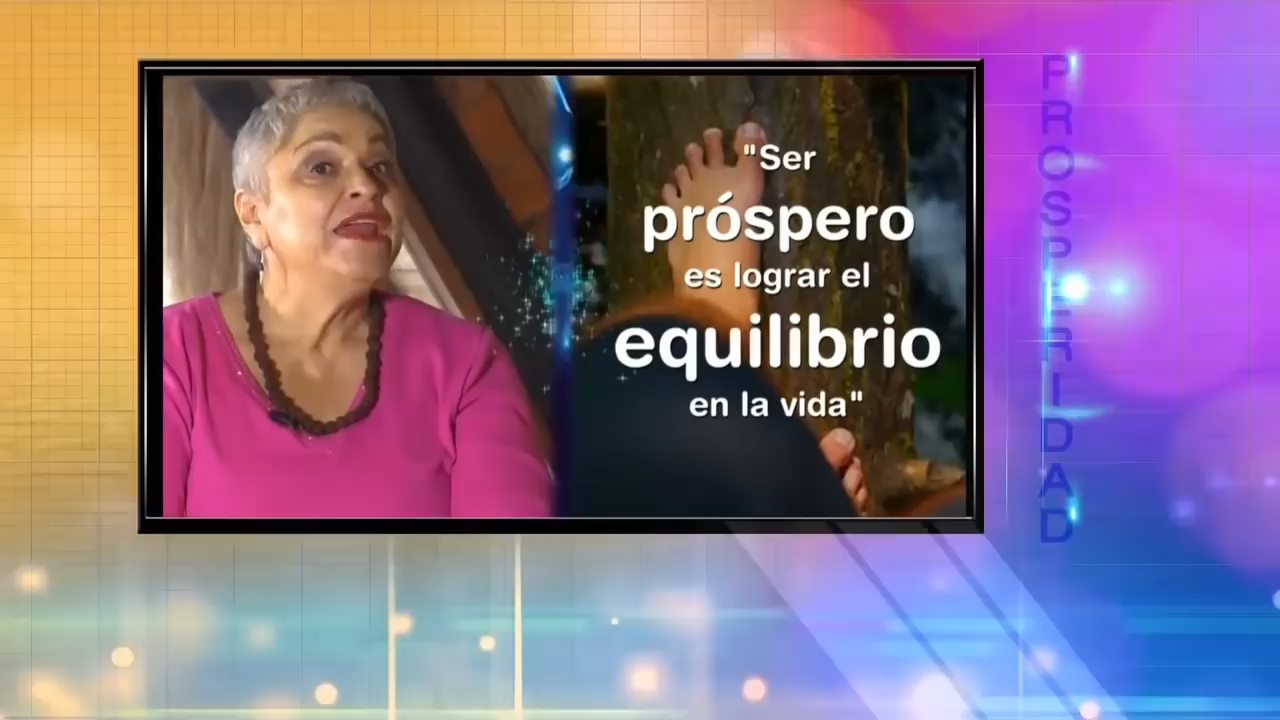 "Ser
próspero
es lograr el
equilibrio
en la vida"
PROSPERIDAD